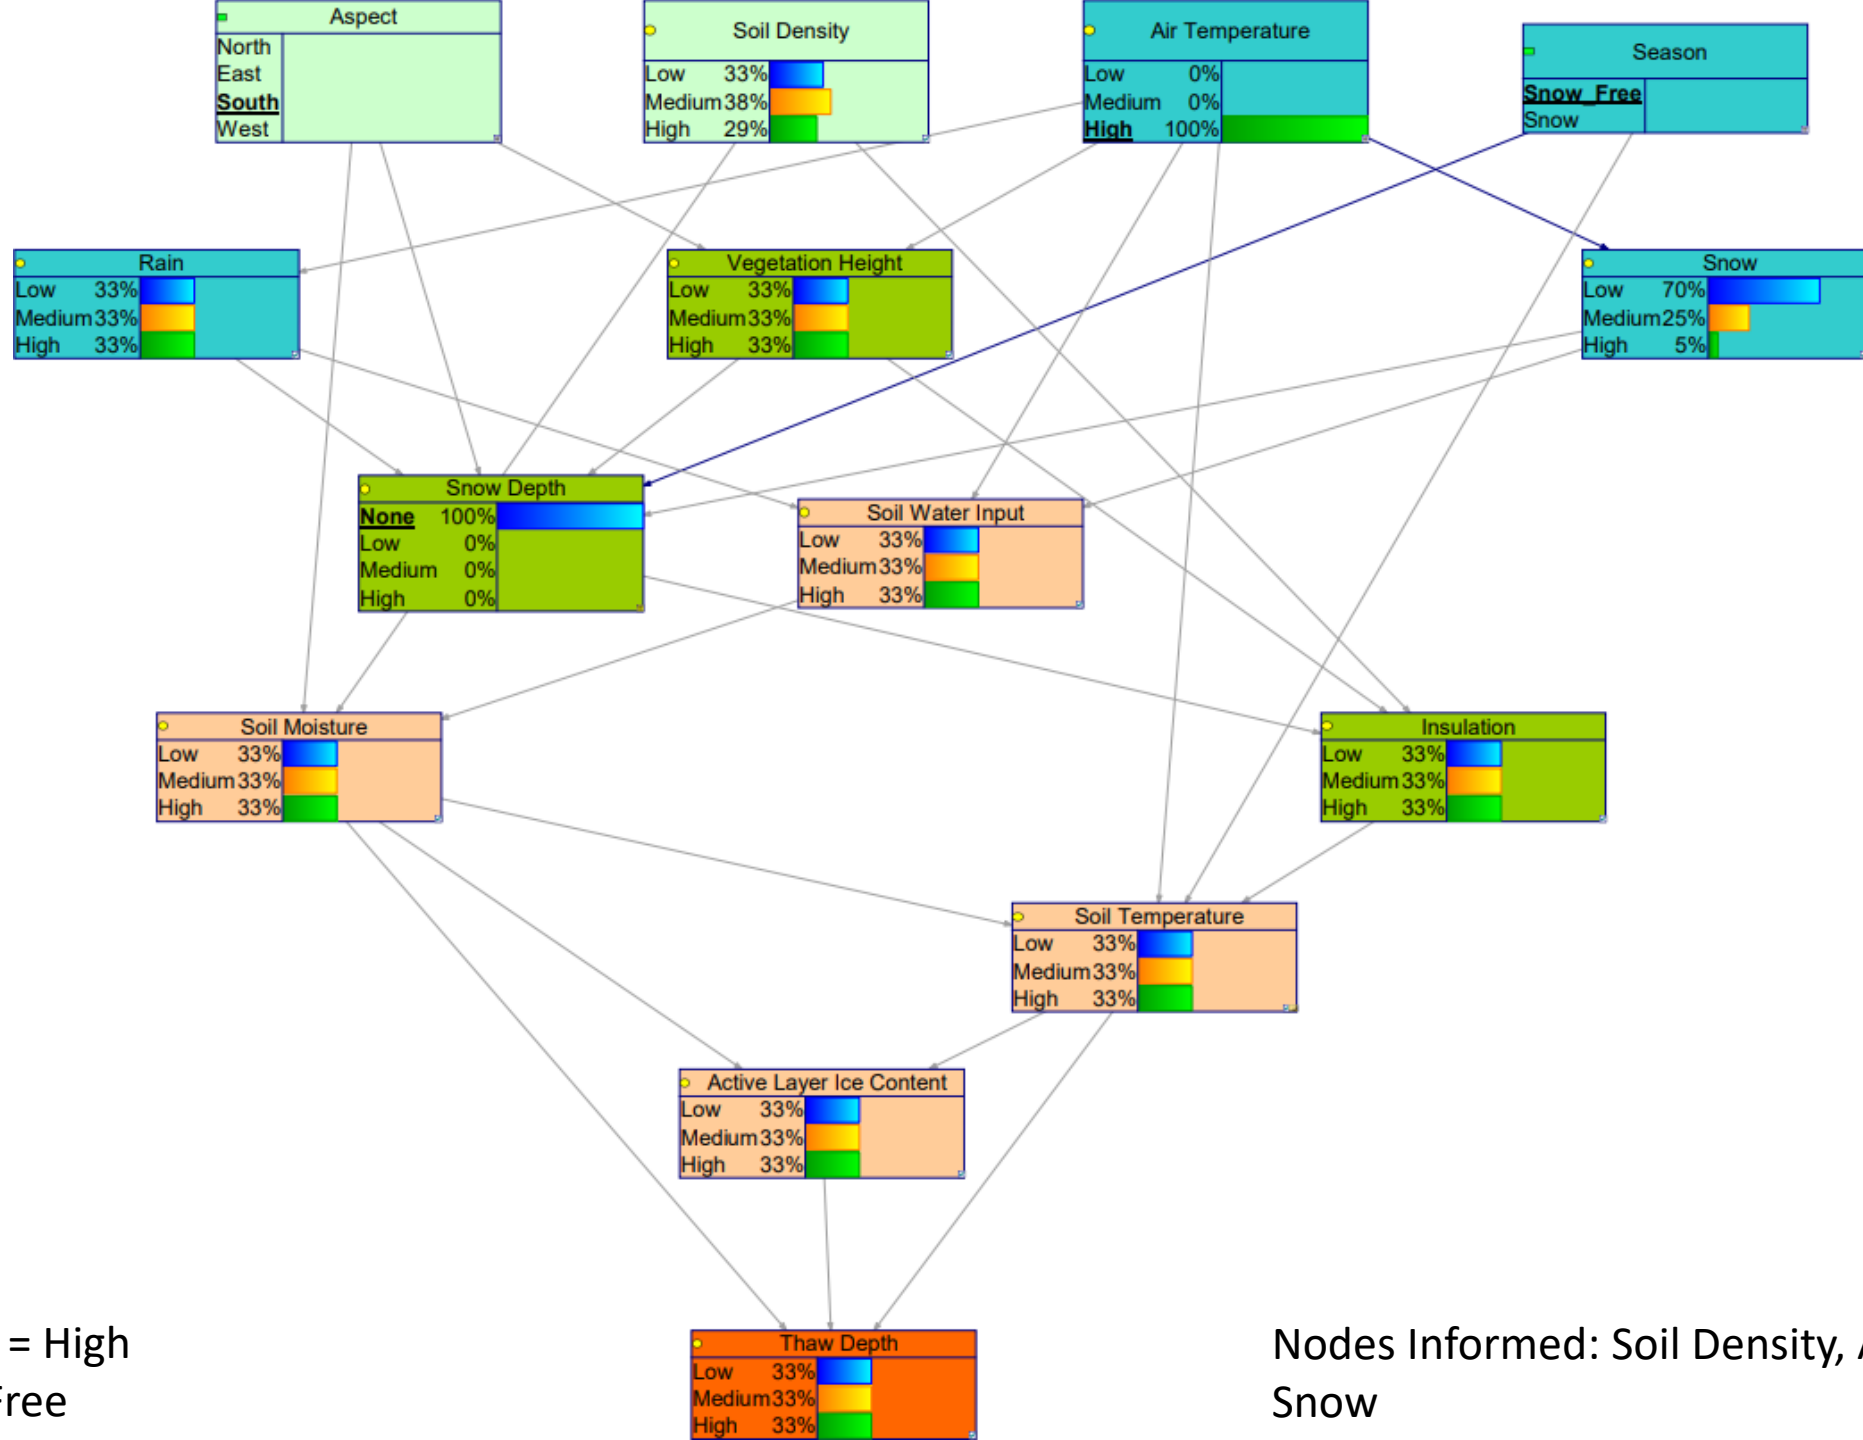 Aspect
North
East
South
West
Soil Density
Low 33%
Medium 38%
High 29%
Air Temperature
Low 0%
Medium 0%
High 100%
Season
Snow_Free
Snow
Rain
Low 33%
Medium 33%
High 33%
Vegetation Height
Low 33%
Medium 33%
High 33%
Snow
Low 70%
Medium 25%
High 5%
Snow Depth
None 100%
Low 0%
Medium 0%
High 0%
Soil Water Input
Low 33%
Medium 33%
High 33%
Soil Moisture
Low 33%
Medium 33%
High 33%
Insulation
Low 33%
Medium 33%
High 33%
Soil Temperature
Low 33%
Medium 33%
High 33%
Active Layer Ice Content
Low 33%
Medium 33%
High 33%
Thaw Depth
Low 33%
Medium 33%
High 33%
= High
Free
Nodes Informed: Soil Density,
Snow